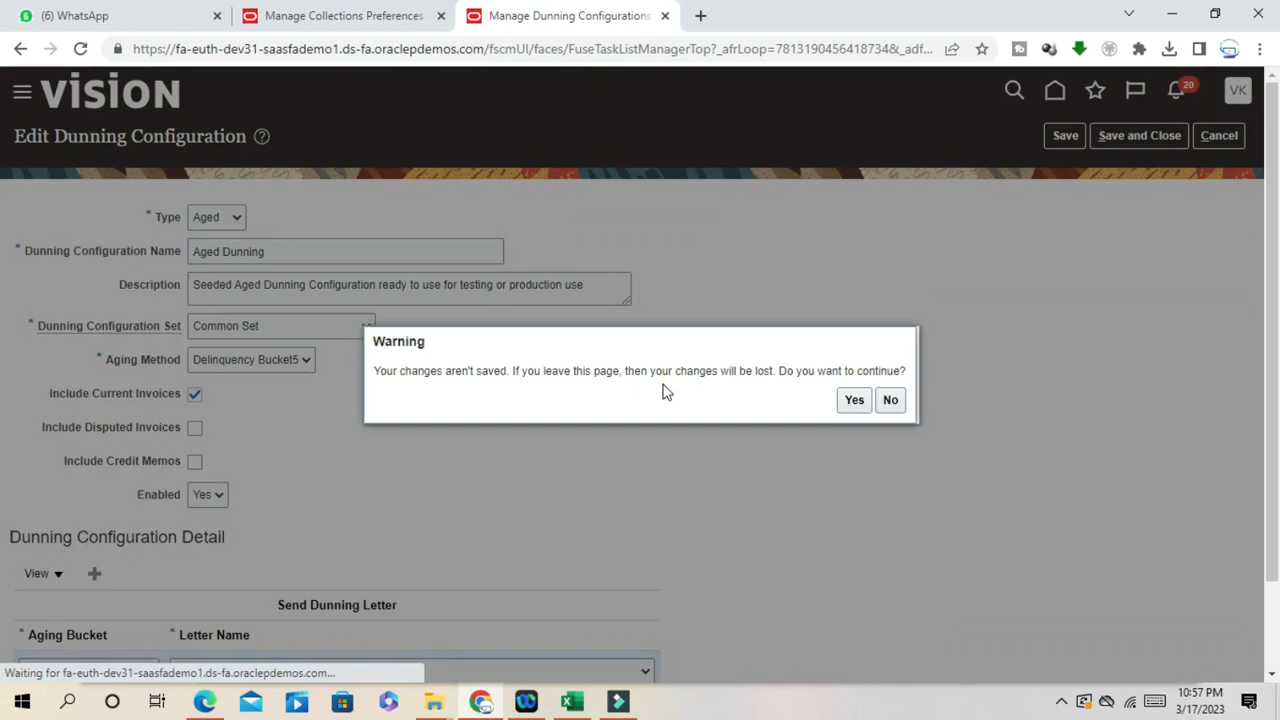 (6) WhatsApp
Manage Collections Preferences
Manage Dunning Configurations
https://fa-euth-dev31-saasfademo1.ds-fa.oraclepdemos.com/fscmUI/faces/FuseTaskListManagerTop?_afrLoop=7813190456418734&_adf...
vision
20
VK
Edit Dunning Configuration
Save
Save and Close
Cancel
* Type Aged
* Dunning Configuration Name Aged Dunning
Description Seeded Aged Dunning Configuration ready to use for testing or production use
* Dunning Configuration Set Common Set
* Aging Method Delinquency Bucket5
Include Current Invoices
Include Disputed Invoices
Include Credit Memos
Enabled Yes
Warning
Your changes aren't saved. If you leave this page, then your changes will be lost. Do you want to continue?
Yes No
Dunning Configuration Detail
View
Send Dunning Letter
* Aging Bucket * Letter Name
Waiting for fa-euth-dev31-saasfademo1.ds-fa.oraclepdemos.com...
10:57 PM
3/17/2023